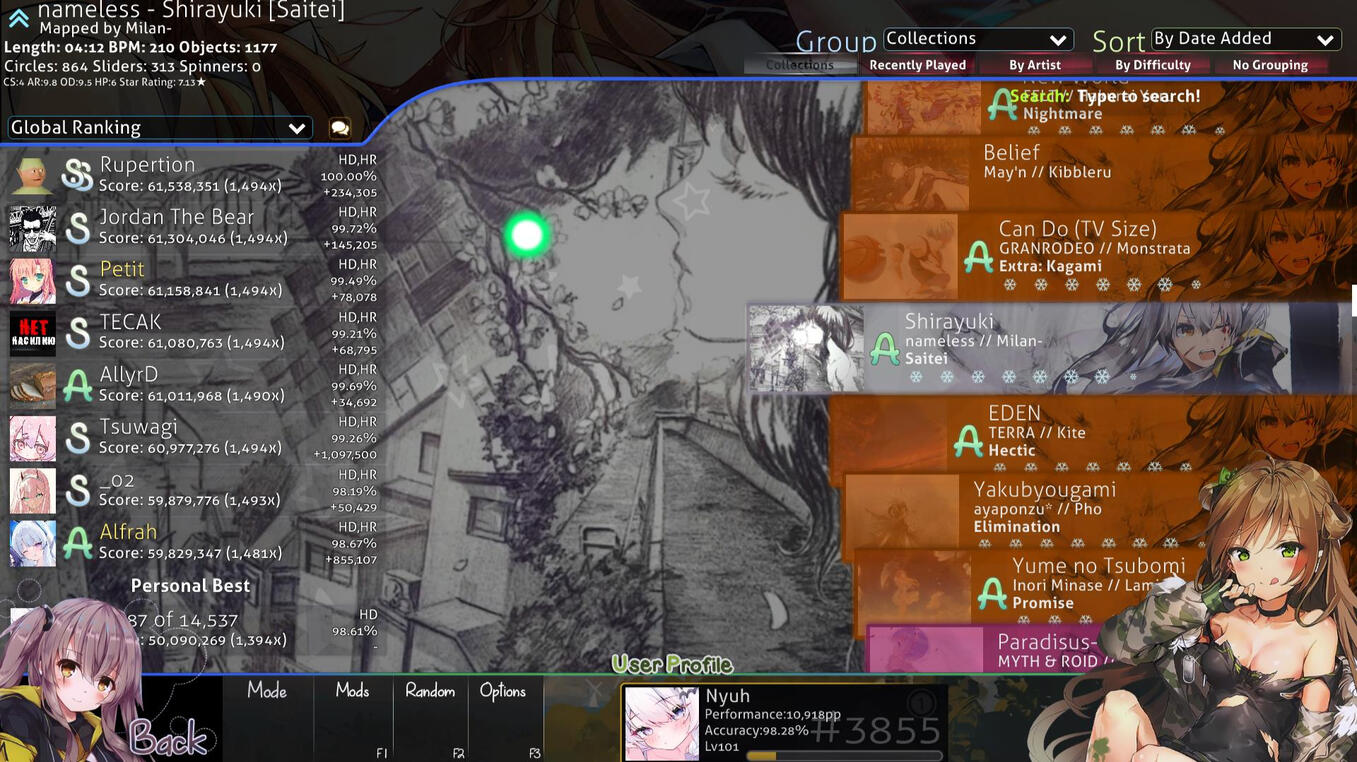 nameless - Shirayuki [Saitei]
Mapped by Milan-
Length: 04:12 BPM: 210 Objects: 1177
Circles: 864 Sliders: 313 Spinners: 0
CS:4 AR:9.8 OD:9.5 HP:6 Star Rating: 7.13★
Group Collections
Sort By Date Added
Collections Recently Played By Artist By Difficulty No Grouping
Search: Type to search!
Global Ranking
Rupertion
Score: 61,538,351 (1,494x)
HD,HR
100.00%
+234,305
Jordan The Bear
Score: 61,304,046 (1,494x)
HD,HR
99.72%
+145,205
Petit
Score: 61,158,841 (1,494x)
HD,HR
99.49%
+78,078
TECAK
Score: 61,080,763 (1,494x)
HD,HR
99.21%
+68,795
НЕТ
НАСИЛИЮ
AllyrD
Score: 61,011,968 (1,490x)
HD,HR
99.69%
+34,692
Tsuwagi
Score: 60,977,276 (1,494x)
HD,HR
99.26%
+1,097,500
_02
Score: 59,879,776 (1,493x)
HD,HR
98.19%
+50,429
Alfrah
Score: 59,829,347 (1,481x)
HD,HR
98.67%
+855,107
Personal Best
87 of 14,537
: 50,090,269 (1,394x)
HD
98.61%
-
New World
Nightmare
Belief
May'n // Kibbleru
Can Do (TV Size)
GRANRODEO // Monstrata
Extra: Kagami
Shirayuki
nameless // Milan-
Saitei
EDEN
TERRA // Kite
Hectic
Yakubyougami
ayaponzu* // Pho
Elimination
Yume no Tsubomi
Inori Minase // Lami
Promise
Paradisus-
MYTH & ROID //
Back
Mode
Mods
F1
Random
F2
Options
F3
User Profile
Nyuh
Performance:10,918pp
Accuracy:98.28%
Lv101
#3855